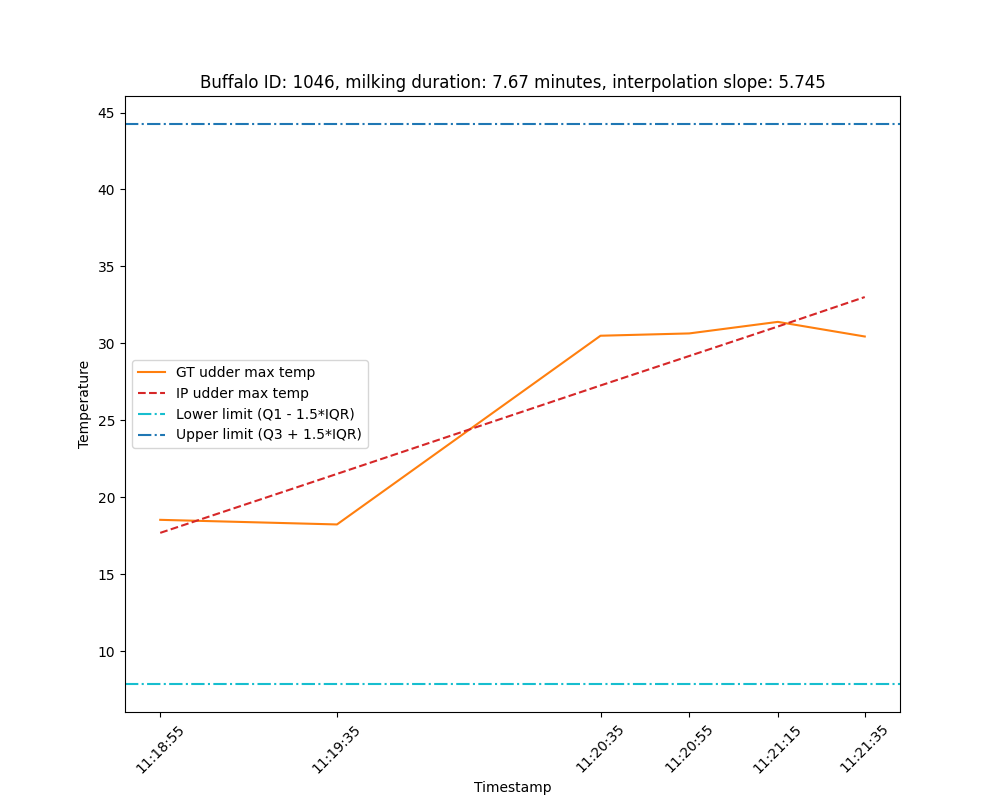 Buffalo ID: 1046, milking duration: 7.67 minutes, interpolation slope: 5.745
45
40
35
30
25
20
15
10
Temperature
GT udder max temp
IP udder max temp
Lower limit (Q1 - 1.5*IQR)
Upper limit (Q3 + 1.5*IQR)
11:18:55
11:19:35
11:20:35
11:20:55
11:21:15
11:21:35
Timestamp